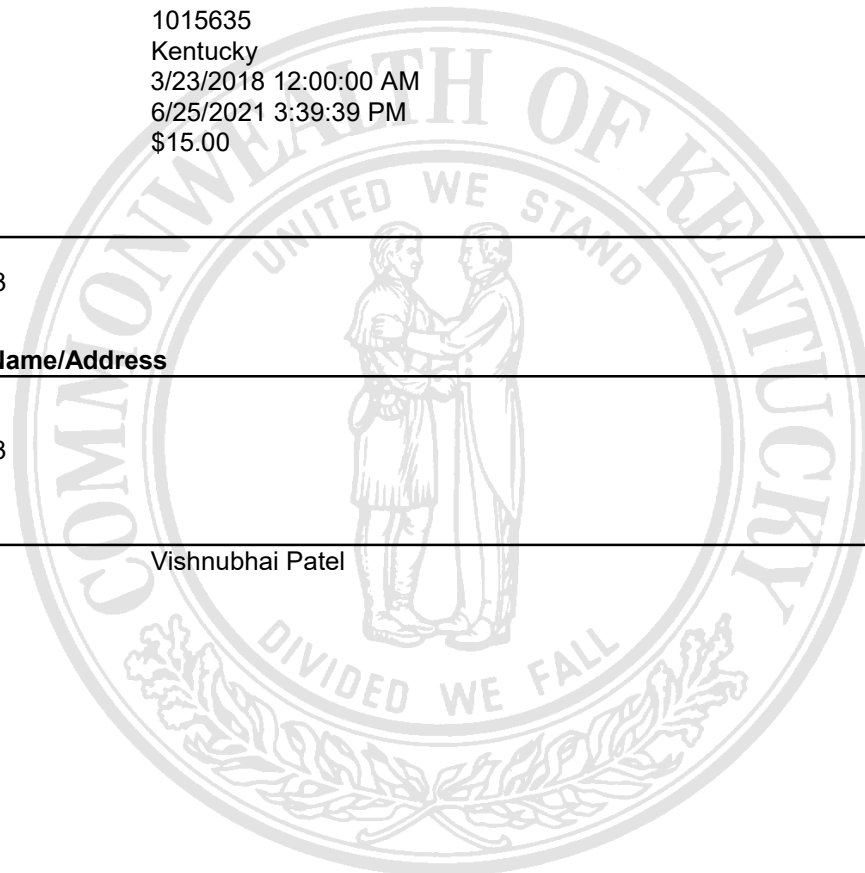 1015635
Kentucky
3/23/2018 12:00:00 AM
6/25/2021 3:39:39 PM
$15.00
3
Name/Address
3
Vishnubhai Patel
COMMONWEALTH OF KENTUCKY
UNITED WE STAND
DIVIDED WE FALL